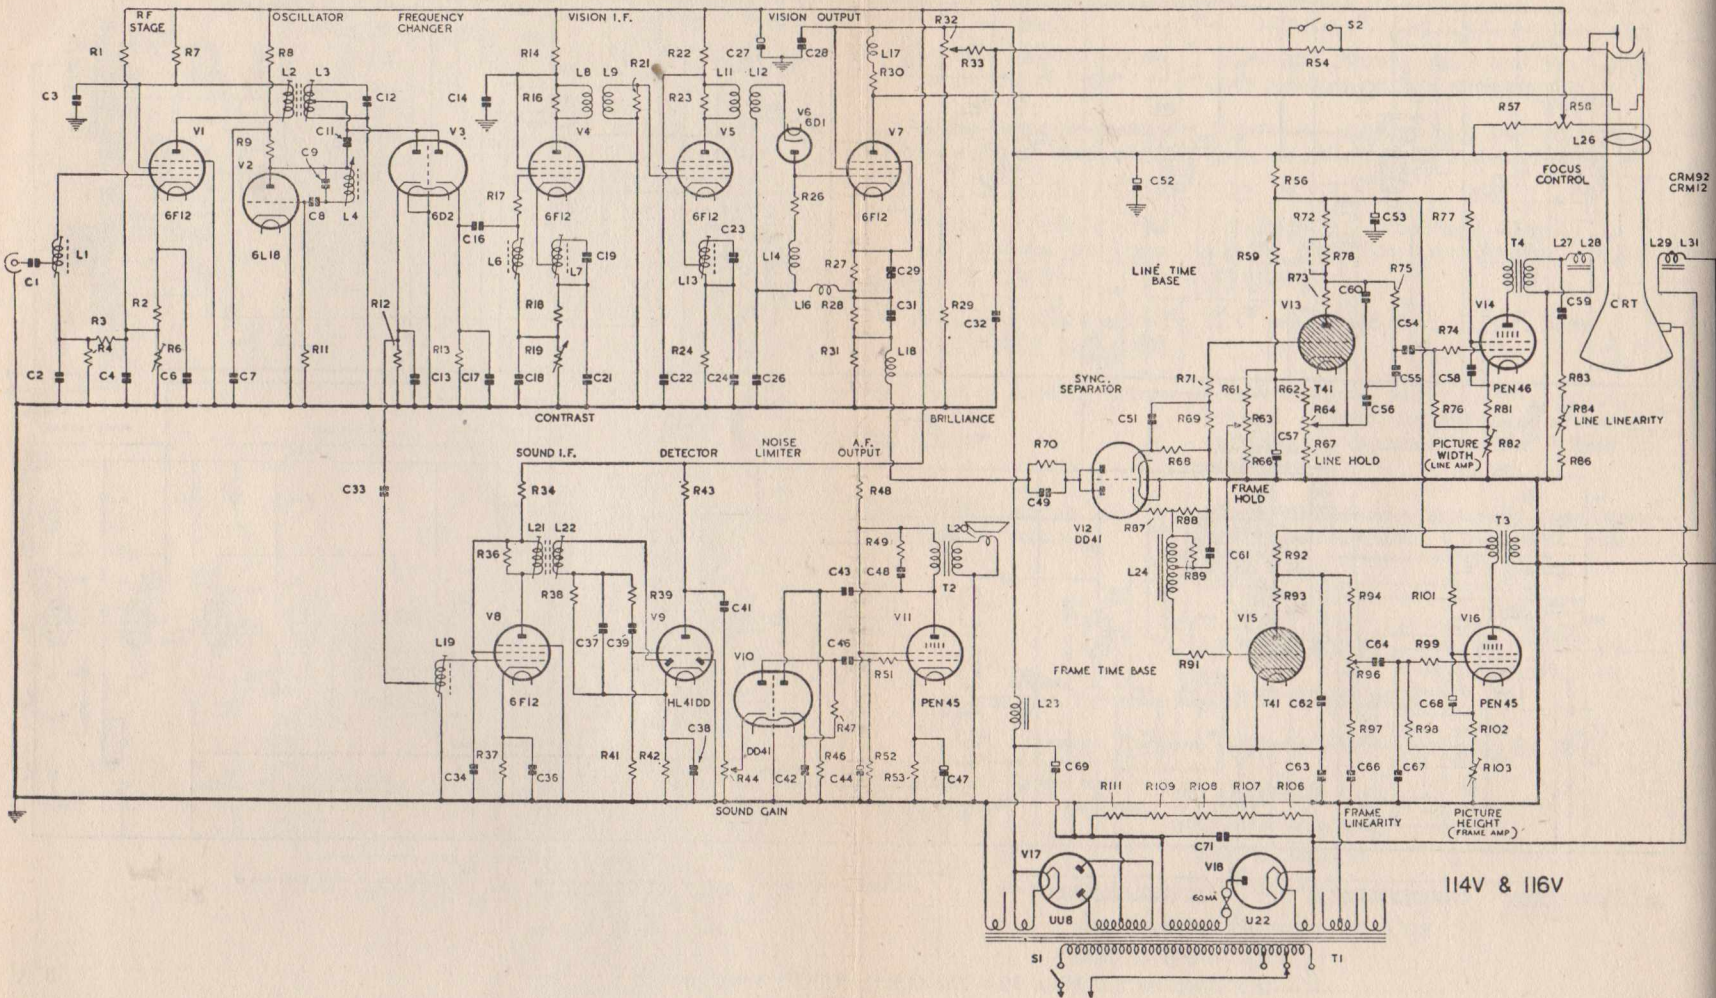 RF STAGE
OSCILLATOR
FREQUENCY CHANGER
VISION I.F.
VISION OUTPUT
R1
R7
R8
R14
R22
C27
C28
L17
R32
R33
S2
R54
C3
L2
L3
C12
C14
R16
L8
L9
R21
R23
L11
L12
R30
V6
6D1
R57
R58
L26
V1
R9
V2
C9
C11
V3
V4
V5
V7
6F12
C8
L4
6D2
R17
C16
6F12
6F12
R26
6F12
C52
R56
FOCUS CONTROL
CRM92
CRM12
6L18
L1
C1
L6
L7
C19
L13
C23
L14
R27
C29
R72
C53
R77
R59
R78
R73
R75
T4
L27
L28
L29
L31
LINE TIME BASE
R2
R3
R4
R6
R12
R18
L16
R28
C31
R29
C32
V13
C60
C54
R74
V14
C59
CRT
C2
C4
C6
C7
R11
R13
C13
C17
C18
R19
C21
C22
R24
C24
C26
R31
L18
CONTRAST
BRILLIANCE
SYNC. SEPARATOR
R71
R61
R62
T41
C55
C58
PEN 46
R83
C51
R69
R63
R64
C56
R76
R81
R84
LINE LINEARITY
C57
R67
R66
LINE HOLD
PICTURE WIDTH
(LINE AMP)
R82
R86
FRAME HOLD
SOUND I.F.
DETECTOR
NOISE LIMITER
A.F. OUTPUT
R70
C49
R68
V12
DD41
R87
R88
C33
R34
R43
R48
L20
L21
L22
R36
R49
C48
C43
T2
L24
R89
C61
R92
T3
R38
R39
C41
V8
C37
C39
V9
V10
C46
V11
R51
R91
V15
R93
R94
R101
V16
C64
R99
L19
6F12
HL41DD
DD41
PEN 45
FRAME TIME BASE
T41
C62
R96
C68
PEN 45
L23
R37
C34
C36
R41
R42
C38
R44
C42
R47
R46
C44
R52
R53
C47
C69
C63
R97
C66
R98
C67
R102
R103
SOUND GAIN
R111
R109
R108
R107
R106
FRAME LINEARITY
PICTURE HEIGHT
(FRAME AMP)
C71
V17
V18
60MA
UU8
U22
114V & 116V
S1
T1